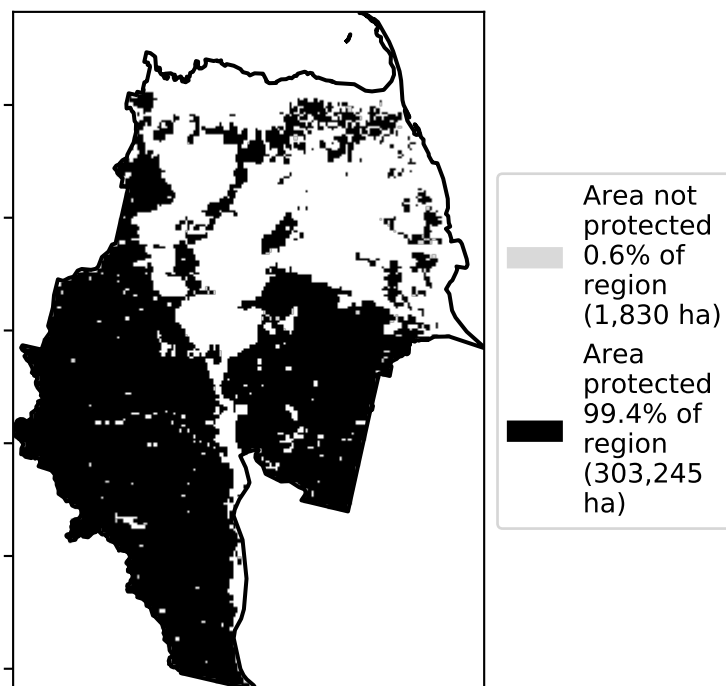 Area not
protected
0.6% of
region
(1,830 ha)
Area
protected
99.4% of
region
(303,245
ha)